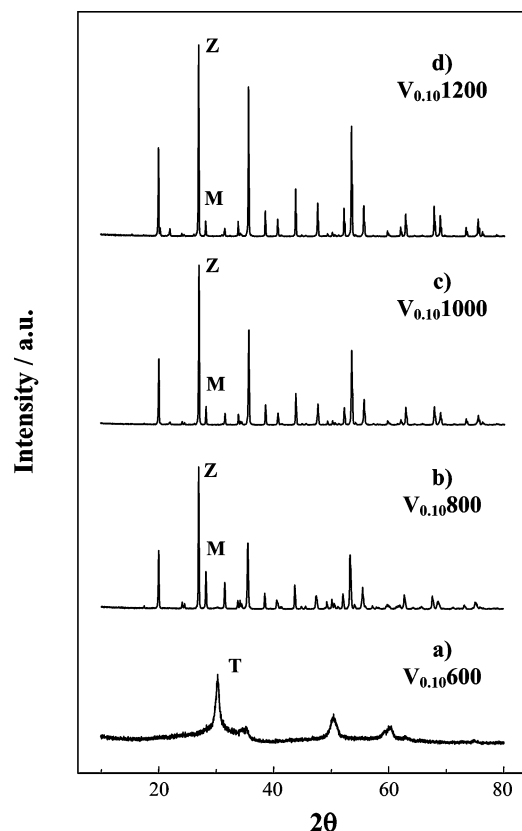 Z
d)
V0.101200
M
Z
c)
V0.101000
M
Z
b)
V0.10800
M
T
a)
V0.10600
Intensity / a.u.
20 40 60 80
2θ